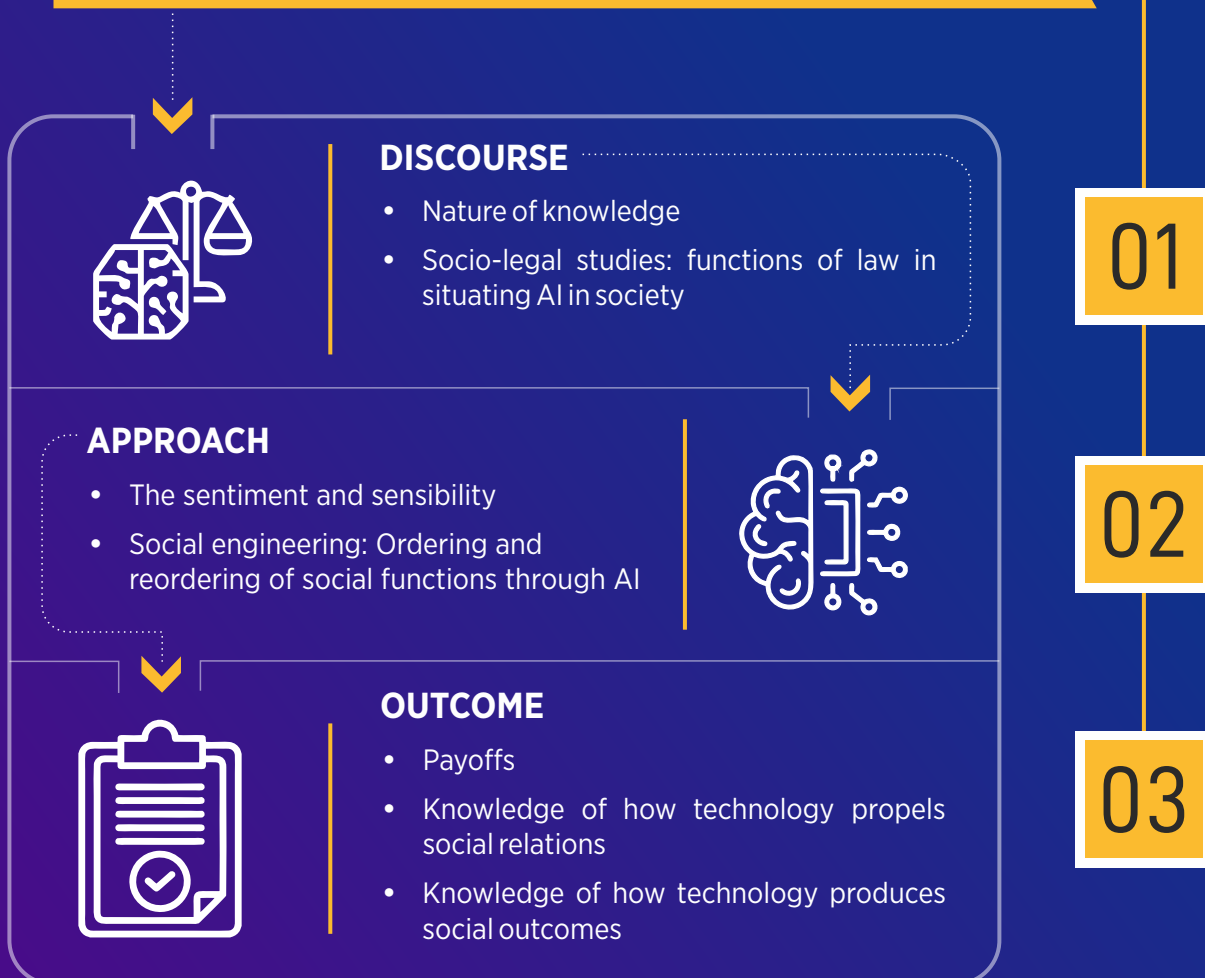 DISCOURSE
• Nature of knowledge
• Socio-legal studies: functions of law in
situating AI in society
01
APPROACH
• The sentiment and sensibility
• Social engineering: Ordering and
reordering of social functions through AI
02
OUTCOME
• Payoffs
• Knowledge of how technology propels
social relations
• Knowledge of how technology produces
social outcomes
03